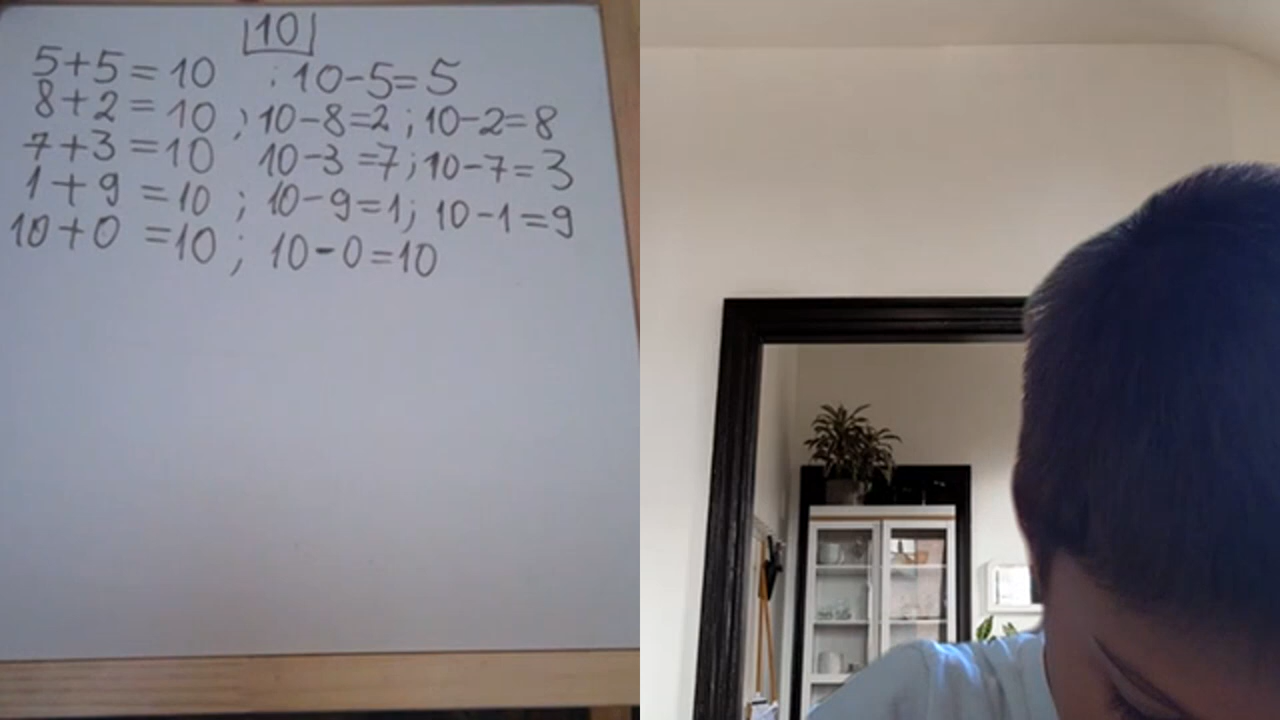 10
5+5=10 ; 10-5=5
8+2=10 ; 10-8=2 ; 10-2=8
7+3=10 10-3=7 ; 10-7=3
1+9=10 ; 10-9=1 ; 10-1=9
10+0=10 ; 10-0=10